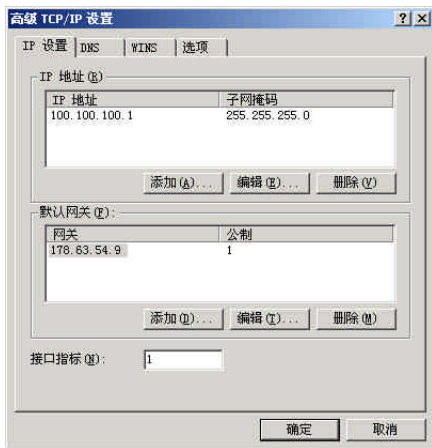 高级 TCP/IP 设置
IP 设置 DNS WINS 选项
IP 地址(R)
IP 地址 子网掩码
100.100.100.1 255.255.255.0
添加(A)... 编辑(E)... 删除(V)
默认网关(F):
网关 公制
178.63.54.9 1
添加(D)... 编辑(T)... 删除(M)
接口指标(N): 1
确定 取消